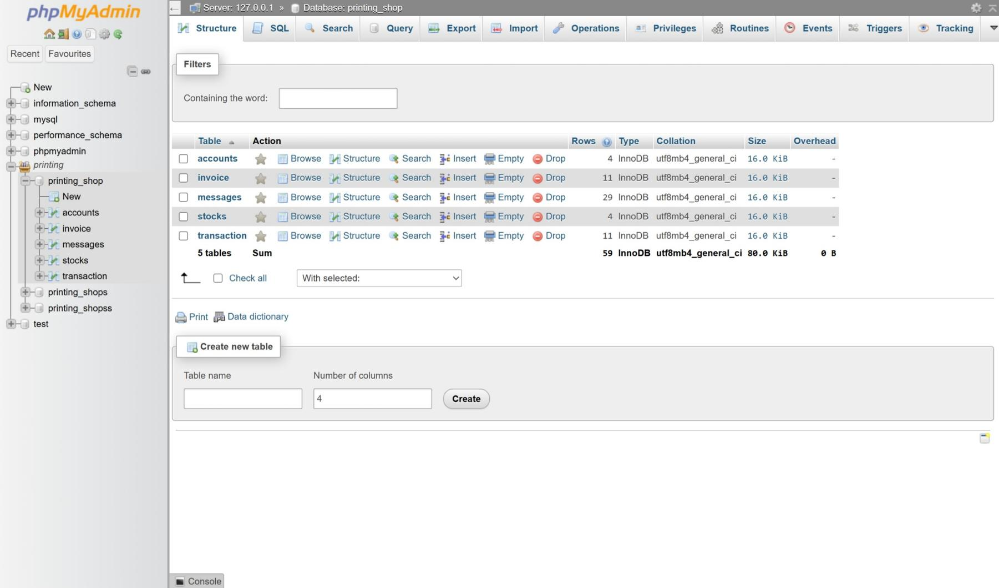 phpMyAdmin
Recent Favourites
New
information_schema
mysql
performance_schema
phpmyadmin
printing
printing_shop
New
accounts
invoice
messages
stocks
transaction
printing_shops
printing_shopss
test
Server: 127.0.0.1 » Database: printing_shop
Structure SQL Search Query Export Import Operations Privileges Routines Events Triggers Tracking
Filters
Containing the word:
Table Action Rows Type Collation Size Overhead
accounts Browse Structure Search Insert Empty Drop 4 InnoDB utf8mb4_general_ci 16.0 KiB -
invoice Browse Structure Search Insert Empty Drop 11 InnoDB utf8mb4_general_ci 16.0 KiB -
messages Browse Structure Search Insert Empty Drop 29 InnoDB utf8mb4_general_ci 16.0 KiB -
stocks Browse Structure Search Insert Empty Drop 4 InnoDB utf8mb4_general_ci 16.0 KiB -
transaction Browse Structure Search Insert Empty Drop 11 InnoDB utf8mb4_general_ci 16.0 KiB -
5 tables Sum 59 InnoDB utf8mb4_general_ci 80.0 KiB 0 B
Check all With selected:
Print Data dictionary
Create new table
Table name Number of columns
4 Create
Console